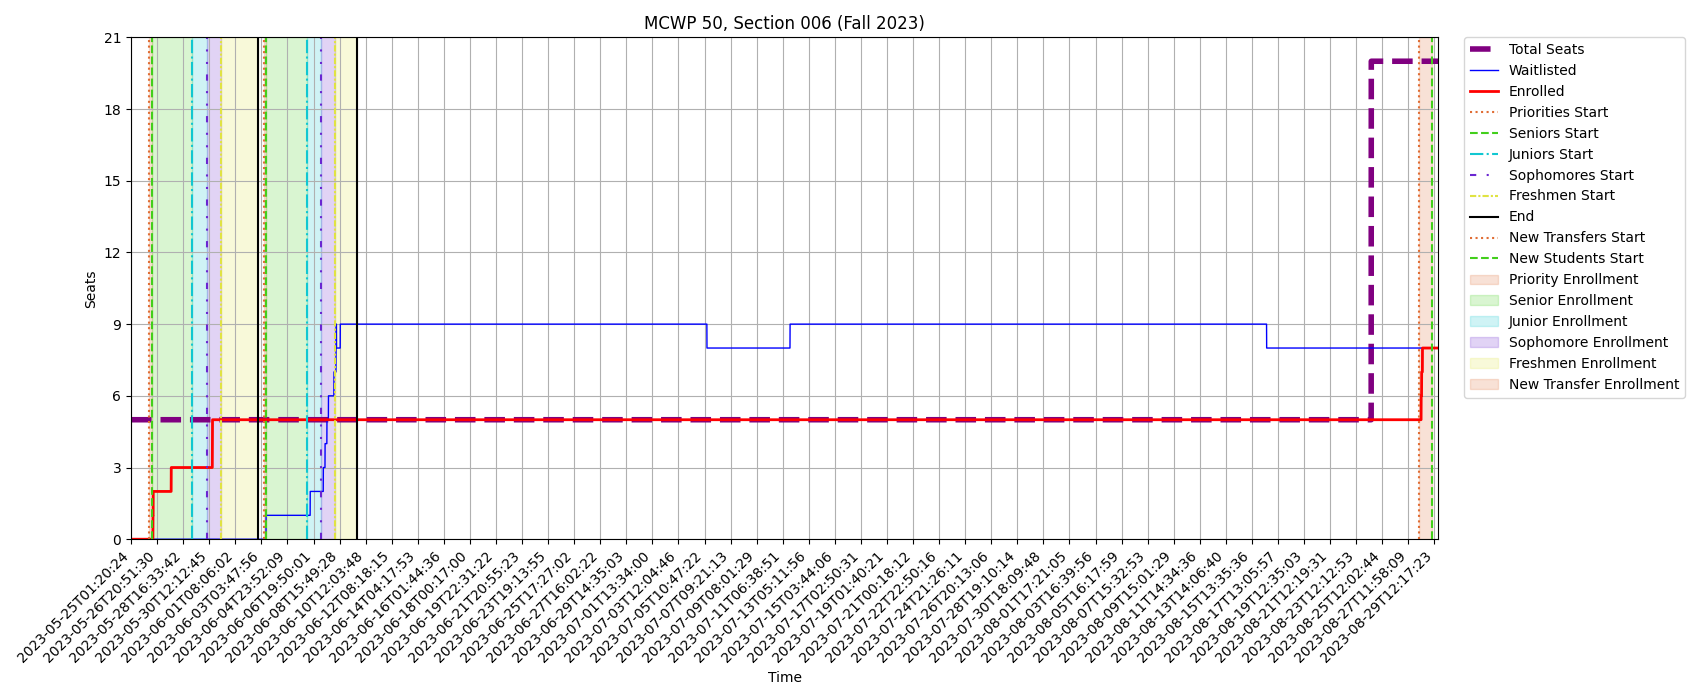 MCWP 50, Section 006 (Fall 2023)
Seats
21
18
15
12
9
6
3
0
2023-05-25T01:20:24
2023-05-26T20:51:30
2023-05-28T16:33:42
2023-05-30T12:12:45
2023-06-01T08:06:02
2023-06-03T03:47:56
2023-06-04T23:52:09
2023-06-06T19:50:01
2023-06-08T15:49:28
2023-06-10T12:03:48
2023-06-12T08:18:15
2023-06-14T04:17:53
2023-06-16T01:44:36
2023-06-18T00:17:00
2023-06-19T22:31:22
2023-06-21T20:55:23
2023-06-23T19:13:55
2023-06-25T17:27:02
2023-06-27T16:02:22
2023-06-29T14:35:03
2023-07-01T13:34:00
2023-07-03T12:04:46
2023-07-05T10:47:22
2023-07-07T09:21:13
2023-07-09T08:01:29
2023-07-11T06:38:51
2023-07-13T05:11:56
2023-07-15T03:44:06
2023-07-17T02:50:31
2023-07-19T01:40:21
2023-07-21T00:18:12
2023-07-22T22:50:16
2023-07-24T21:26:11
2023-07-26T20:13:06
2023-07-28T19:10:14
2023-07-30T18:09:48
2023-08-01T17:21:05
2023-08-03T16:39:56
2023-08-05T16:17:59
2023-08-07T15:32:53
2023-08-09T15:01:29
2023-08-11T14:34:36
2023-08-13T14:06:40
2023-08-15T13:35:36
2023-08-17T13:05:57
2023-08-19T12:35:03
2023-08-21T12:19:31
2023-08-23T12:12:53
2023-08-25T12:02:44
2023-08-27T11:58:09
2023-08-29T12:17:23
Time
Total Seats
Waitlisted
Enrolled
Priorities Start
Seniors Start
Juniors Start
Sophomores Start
Freshmen Start
End
New Transfers Start
New Students Start
Priority Enrollment
Senior Enrollment
Junior Enrollment
Sophomore Enrollment
Freshmen Enrollment
New Transfer Enrollment